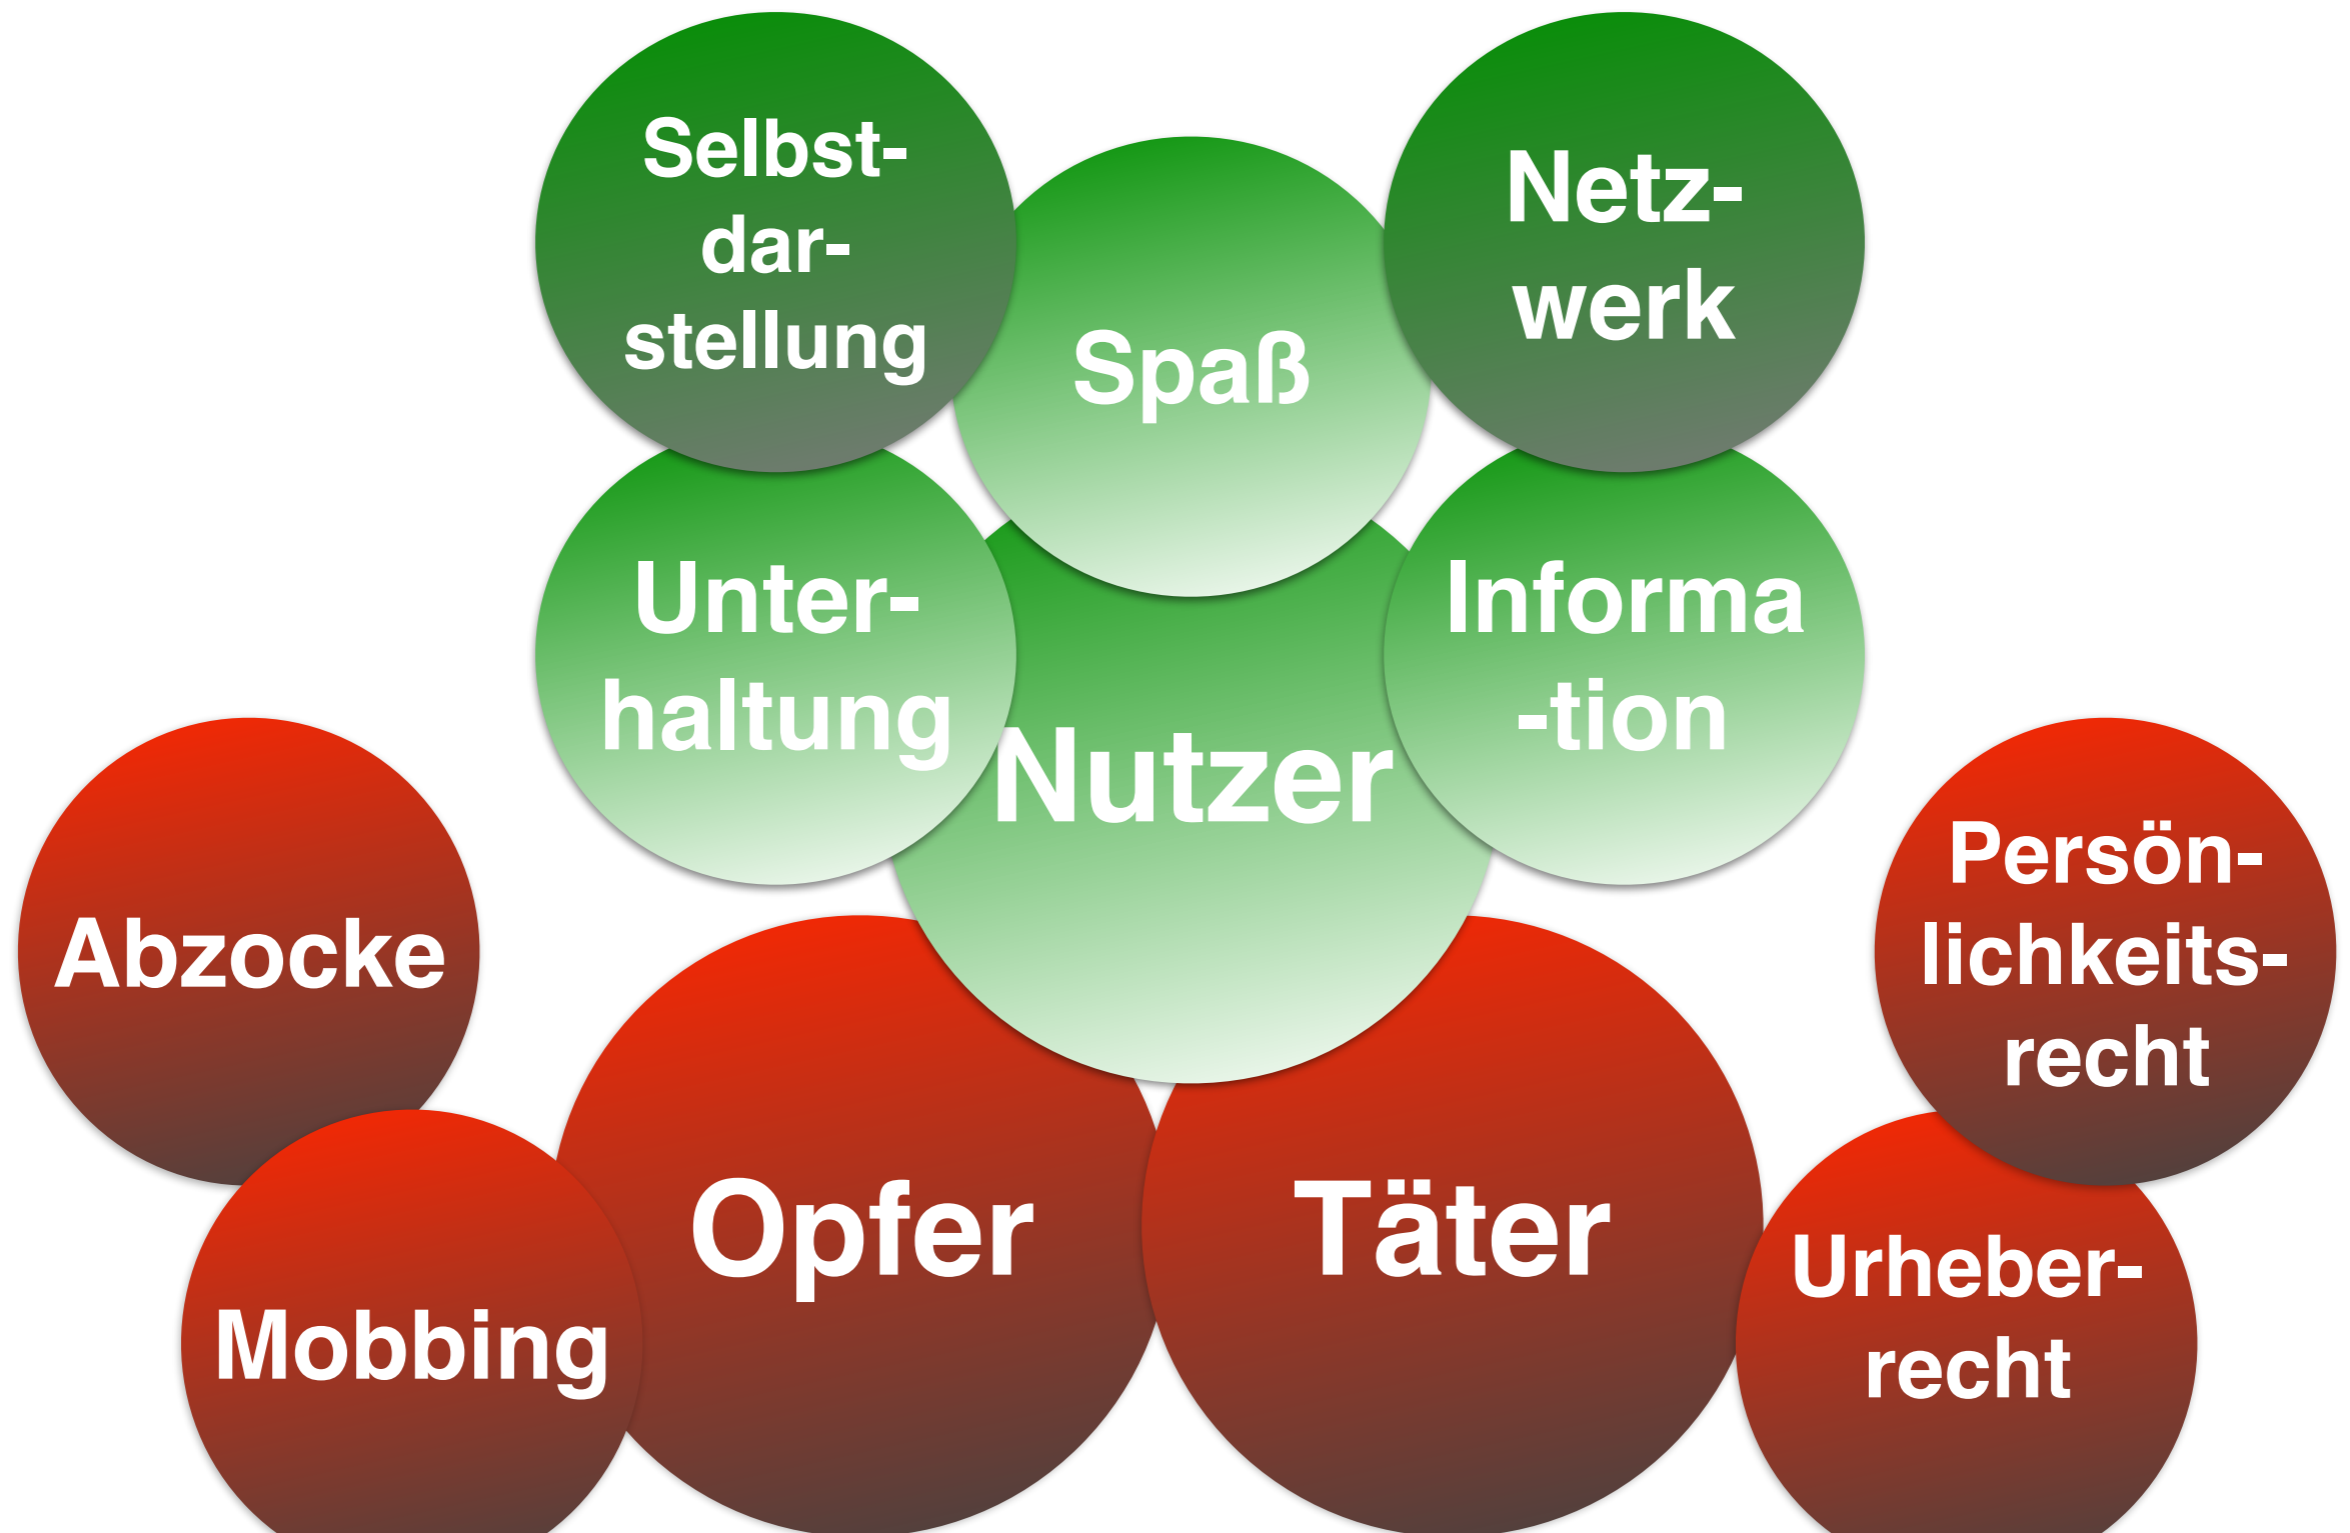 Selbst-
dar-
stellung
Spaß
Netz-
werk
Unter-
haltung
Informa
-tion
Nutzer
Abzocke
Persön-
lichkeits-
recht
Opfer
Täter
Mobbing
Urheber-
recht